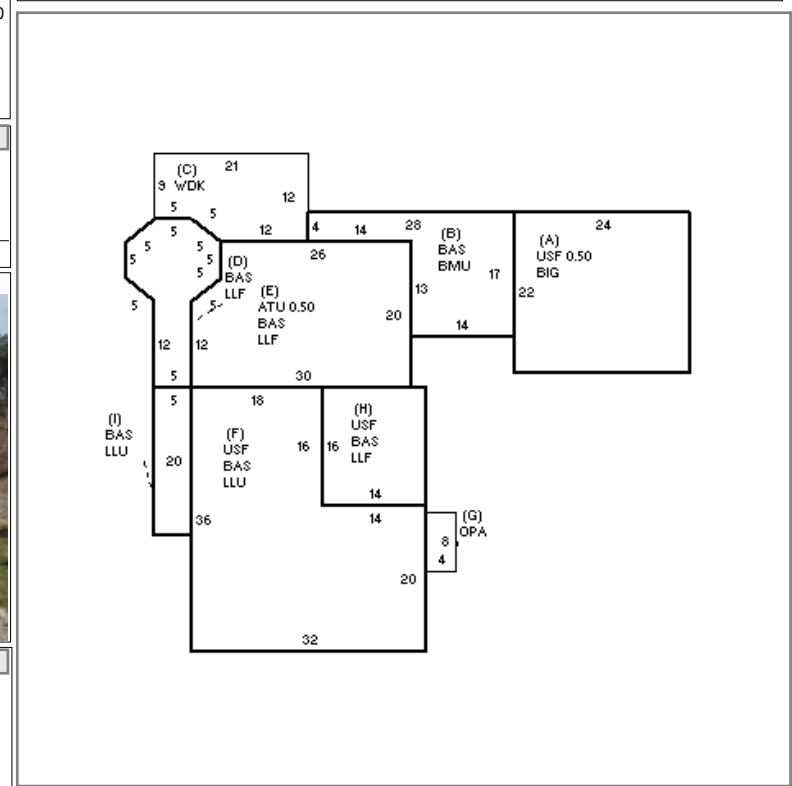 0
21
(C)
9 WDK
12
5
5
5
5
5
5
5
5
5
5
12
4
14
28
24
26
(D)
BAS
LLF
(E)
ATU 0.50
BAS
LLF
(B)
BAS
BMU
(A)
USF 0.50
BIG
17
22
13
20
14
12
12
5
30
5
18
(I)
BAS
LLU
20
(F)
USF
BAS
LLU
16
16
(H)
USF
BAS
LLF
14
14
36
(G)
OPA
8
4
20
32